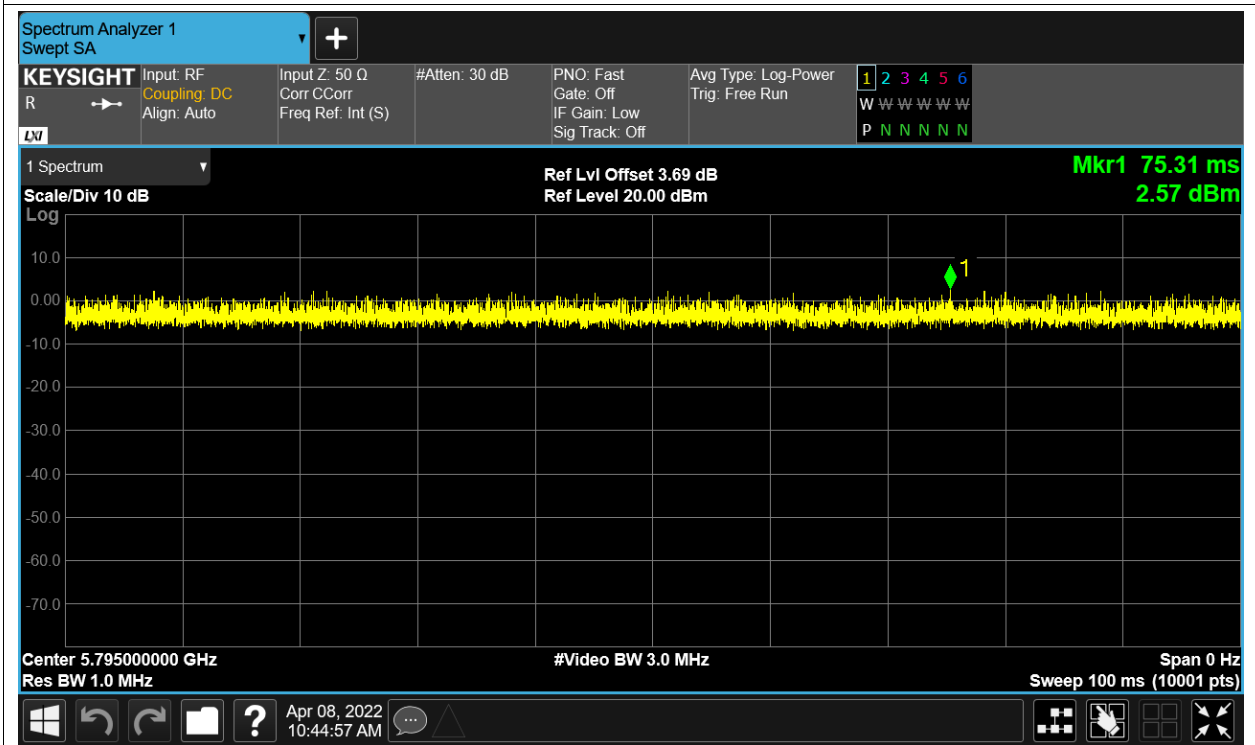 Spectrum Analyzer 1
Swept SA
KEYSIGHT Input: RF Input Z: 50 Ω #Atten: 30 dB PNO: Fast Avg Type: Log-Power 1 2 3 4 5 6
R Coupling: DC Corr CCorr Gate: Off Trig: Free Run W W W W W W W
Align: Auto Freq Ref: Int (S) IF Gain: Low
LXI Sig Track: Off P N N N N N
1 Spectrum Ref Lvl Offset 3.69 dB Mkr1 75.31 ms
Scale/Div 10 dB Ref Level 20.00 dBm 2.57 dBm
Log
10.0
1
0.00
-10.0
-20.0
-30.0
-40.0
-50.0
-60.0
-70.0
Center 5.795000000 GHz #Video BW 3.0 MHz Span 0 Hz
Res BW 1.0 MHz Sweep 100 ms (10001 pts)
? Apr 08, 2022
10:44:57 AM